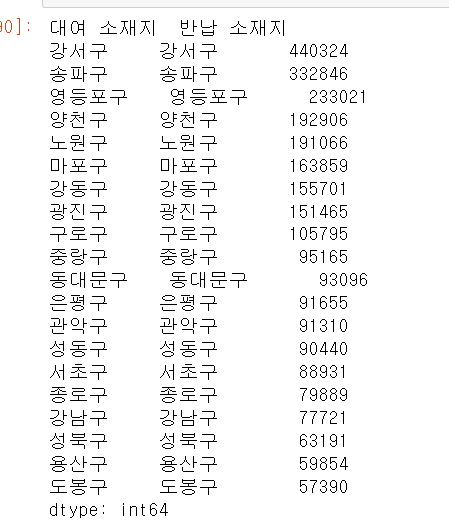 90]: 대여 소재지 반납 소재지
강서구 강서구 440324
송파구 송파구 332846
영등포구 영등포구 233021
양천구 양천구 192906
노원구 노원구 191066
마포구 마포구 163859
강동구 강동구 155701
광진구 광진구 151465
구로구 구로구 105795
중랑구 중랑구 95165
동대문구 동대문구 93096
은평구 은평구 91655
관악구 관악구 91310
성동구 성동구 90440
서초구 서초구 88931
종로구 종로구 79889
강남구 강남구 77721
성북구 성북구 63191
용산구 용산구 59854
도봉구 도봉구 57390
dtype: int64